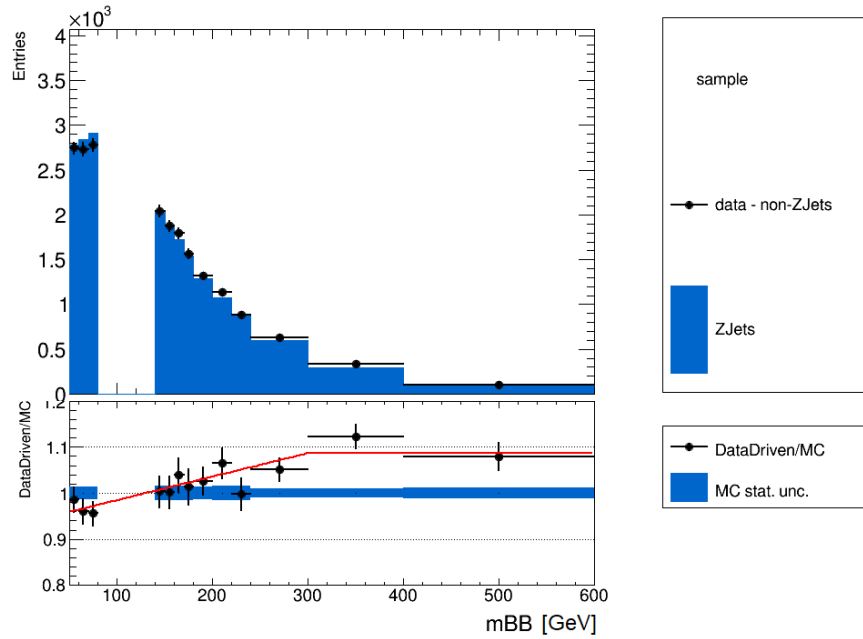 ×10³
Entries
4
3.5
3
2.5
2
1.5
1
0.5
0
sample
data - non-ZJets
ZJets
DataDriven/MC
1.2
1.1
1
0.9
0.8
100 200 300 400 500 600
mBB [GeV]
DataDriven/MC
MC stat. unc.